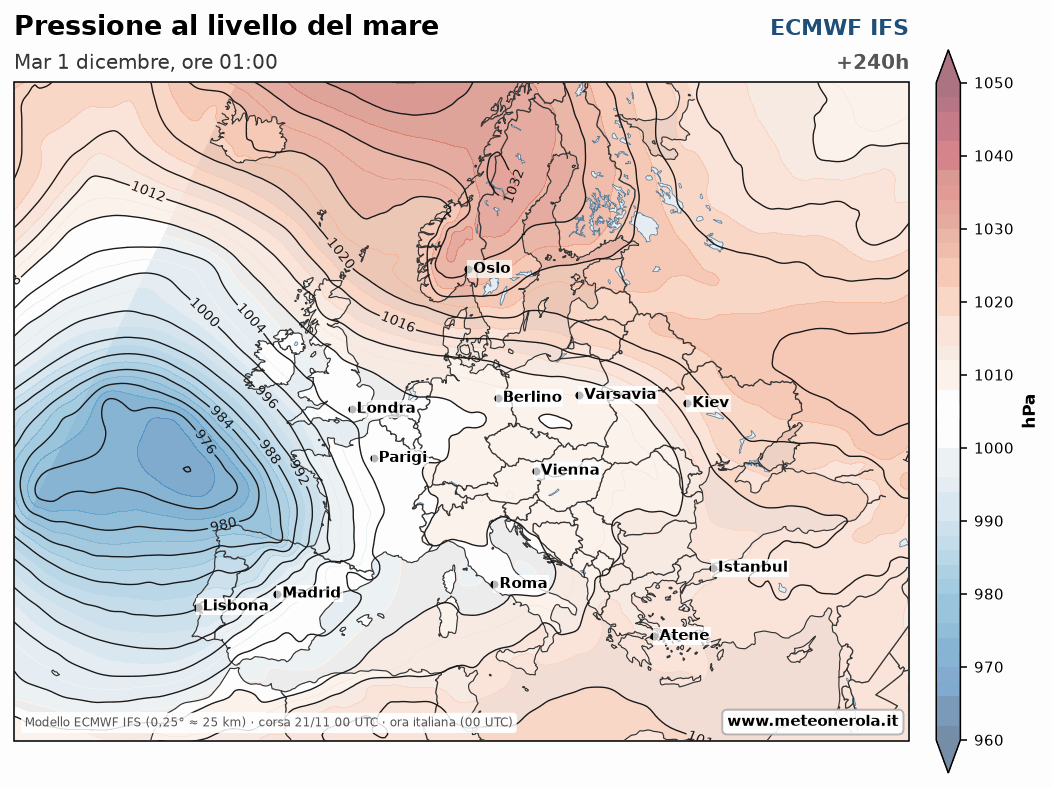 Pressione al livello del mare
ECMWF IFS
Mar 1 dicembre, ore 01:00
+240h
1050
1040
1030
1020
1010
1000
990
980
970
960
hPa
1012
1032
1020
1016
1000
1004
996
984
976
988
992
980
Oslo
Londra
Berlino
Varsavia
Kiev
Parigi
Vienna
Istanbul
Roma
Madrid
Lisbona
Atene
Modello ECMWF IFS (0,25° ≈ 25 km) · corsa 21/11 00 UTC · ora italiana (00 UTC)
www.meteonerola.it